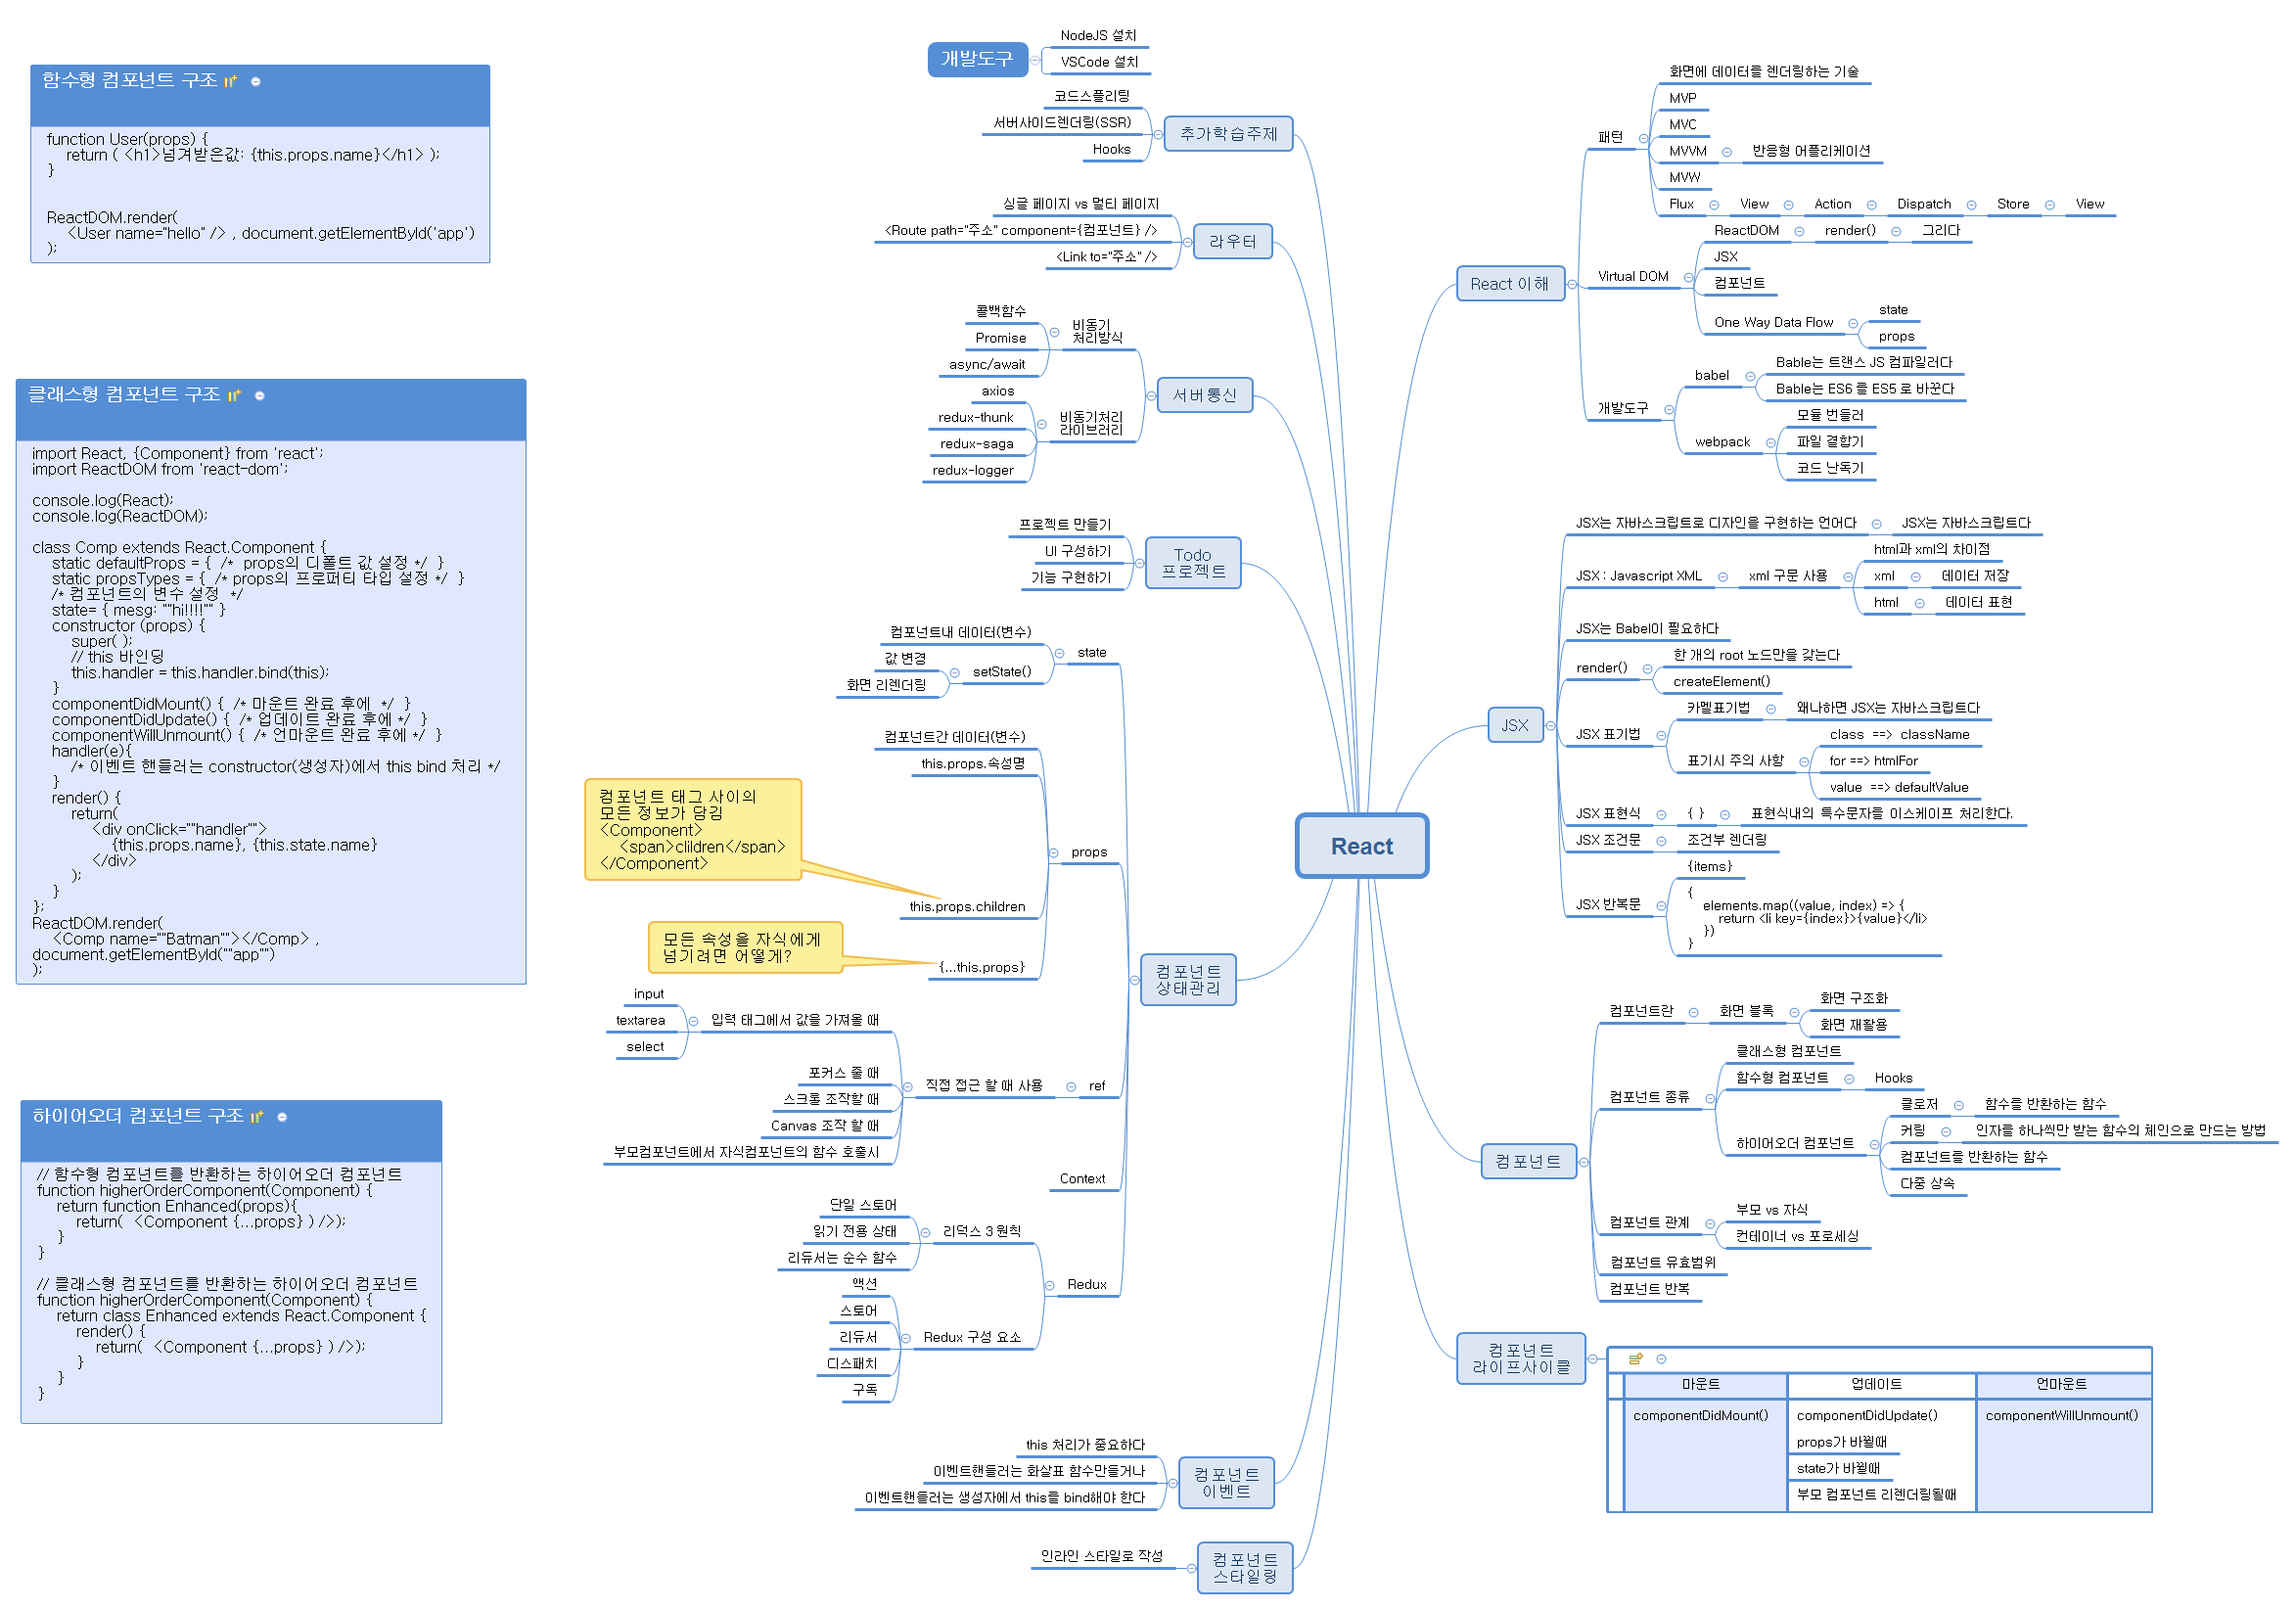 함수형 컴포넌트 구조
function User(props) {
return ( <h1>넘겨받은값: {this.props.name}</h1> );
}
ReactDOM.render(
<User name="hello" /> , document.getElementById('app')
);
클래스형 컴포넌트 구조
import React, {Component} from 'react';
import ReactDOM from 'react-dom';
console.log(React);
console.log(ReactDOM);
class Comp extends React.Component {
static defaultProps = { /* props의 디폴트 값 설정 */ }
static propsTypes = { /* props의 프로퍼티 타입 설정 */ }
/* 컴포넌트의 변수 설정 */
state= { mesg: ""hi!!!!"" }
constructor (props) {
super( );
// this 바인딩
this.handler = this.handler.bind(this);
}
componentDidMount() { /* 마운트 완료 후에 */ }
componentDidUpdate() { /* 업데이트 완료 후에 */ }
componentWillUnmount() { /* 언마운트 완료 후에 */ }
handler(e){
/* 이벤트 핸들러는 constructor(생성자)에서 this bind 처리 */
}
render() {
return(
<div onClick=""handler"">
{this.props.name}, {this.state.name}
</div>
);
}
};
ReactDOM.render(
<Comp name=""Batman""></Comp> ,
document.getElementById(""app"")
);
하이어오더 컴포넌트 구조
// 함수형 컴포넌트를 반환하는 하이어오더 컴포넌트
function higherOrderComponent(Component) {
return function Enhanced(props){
return( <Component {...props} ) />);
}
}
// 클래스형 컴포넌트를 반환하는 하이어오더 컴포넌트
function higherOrderComponent(Component) {
return class Enhanced extends React.Component {
render() {
return( <Component {...props} ) />);
}
}
}
개발도구
NodeJS 설치
VSCode 설치
추가학습주제
코드스플리팅
서버사이드렌더링(SSR)
Hooks
라우터
싱글 페이지 vs 멀티 페이지
<Route path="주소" component={컴포넌트} />
<Link to="주소" />
서버통신
비동기
처리방식
콜백함수
Promise
async/await
비동기처리
라이브러리
axios
redux-thunk
redux-saga
redux-logger
Todo
프로젝트
프로젝트 만들기
UI 구성하기
기능 구현하기
컴포넌트
상태관리
state
컴포넌트내 데이터(변수)
setState()
값 변경
화면 리렌더링
props
컴포넌트간 데이터(변수)
this.props.속성명
this.props.children
컴포넌트 태그 사이의
모든 정보가 담김
<Component>
<span>clildren</span>
</Component>
{...this.props}
모든 속성을 자식에게
넘기려면 어떻게?
ref
직접 접근 할 때 사용
입력 태그에서 값을 가져올 때
input
textarea
select
포커스 줄 때
스크롤 조작할 때
Canvas 조작 할 때
부모컴포넌트에서 자식컴포넌트의 함수 호출시
Context
Redux
리덕스 3 원칙
단일 스토어
읽기 전용 상태
리듀서는 순수 함수
Redux 구성 요소
액션
스토어
리듀서
디스패치
구독
컴포넌트
이벤트
this 처리가 중요하다
이벤트핸들러는 화살표 함수만들거나
이벤트핸들러는 생성자에서 this를 bind해야 한다
컴포넌트
스타일링
인라인 스타일로 작성
React
React 이해
패턴
화면에 데이터를 렌더링하는 기술
MVP
MVC
MVVM
반응형 어플리케이션
MVW
Flux
View
Action
Dispatch
Store
View
Virtual DOM
ReactDOM
render()
그리다
JSX
컴포넌트
One Way Data Flow
state
props
개발도구
babel
Bable는 트랜스 JS 컴파일러다
Bable는 ES6 를 ES5 로 바꾼다
webpack
모듈 번들러
파일 결합기
코드 난독기
JSX
JSX는 자바스크립트로 디자인을 구현하는 언어다
JSX는 자바스크립트다
JSX : Javascript XML
xml 구문 사용
html과 xml의 차이점
xml
데이터 저장
html
데이터 표현
JSX는 Babel이 필요하다
render()
한 개의 root 노드만을 갖는다
createElement()
JSX 표기법
카멜표기법
왜냐하면 JSX는 자바스크립트다
표기시 주의 사항
class ==> className
for ==> htmlFor
value ==> defaultValue
JSX 표현식
{ }
표현식내의 특수문자를 이스케이프 처리한다.
JSX 조건문
조건부 렌더링
JSX 반복문
{items}
{
elements.map((value, index) => {
return <li key={index}>{value}</li>
})
}
컴포넌트
컴포넌트란
화면 블록
화면 구조화
화면 재활용
컴포넌트 종류
클래스형 컴포넌트
함수형 컴포넌트
Hooks
하이어오더 컴포넌트
클로저
함수을 반환하는 함수
커링
인자를 하나씩만 받는 함수의 체인으로 만드는 방법
컴포넌트를 반환하는 함수
다중 상속
컴포넌트 관계
부모 vs 자식
컨테이너 vs 포로세싱
컴포넌트 유효범위
컴포넌트 반복
컴포넌트
라이프사이클
마운트
업데이트
언마운트
componentDidMount()
componentDidUpdate()
componentWillUnmount()
props가 바뀔때
state가 바뀔때
부모 컴포넌트 리렌더링될때